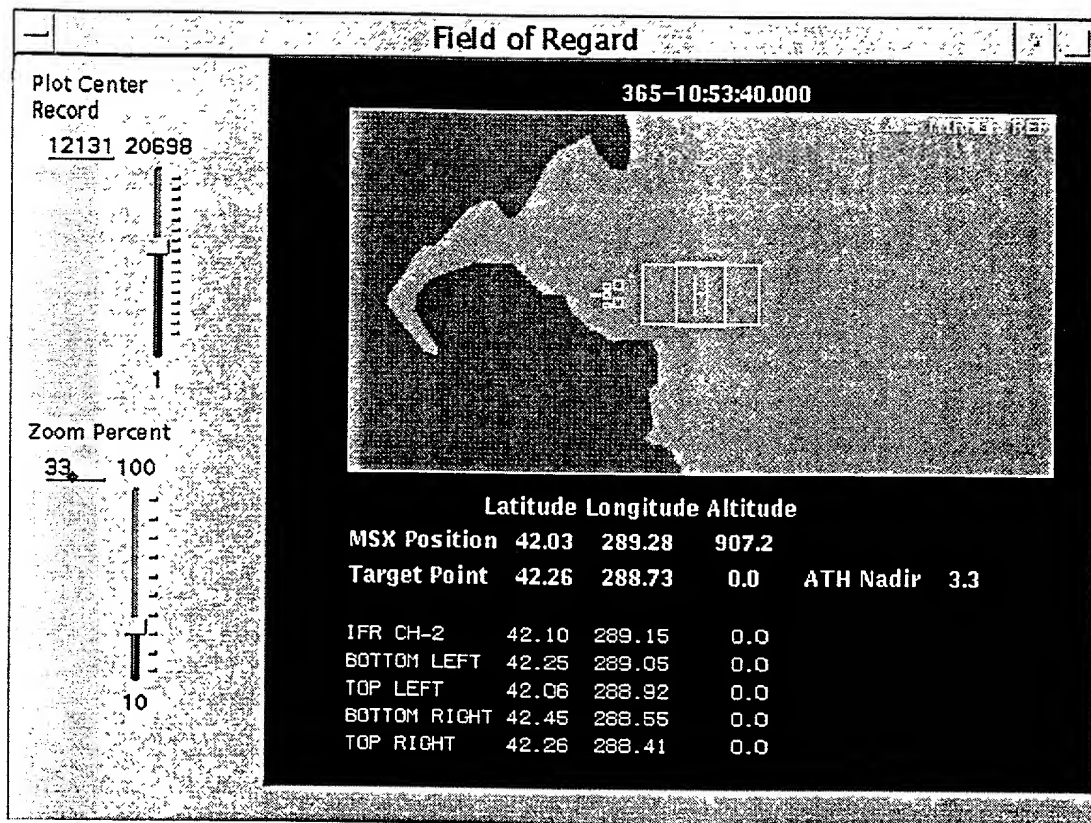 Field of Regard
Plot Center
Record
12131 20698
1
Zoom Percent
33 100
10
365-10:53:40.000
MIRROR REF
Latitude Longitude Altitude
MSX Position 42.03 289.28 907.2
Target Point 42.26 288.73 0.0 ATH Nadir 3.3
IFR CH-2 42.10 289.15 0.0
BOTTOM LEFT 42.25 289.05 0.0
TOP LEFT 42.06 288.92 0.0
BOTTOM RIGHT 42.45 288.55 0.0
TOP RIGHT 42.26 288.41 0.0